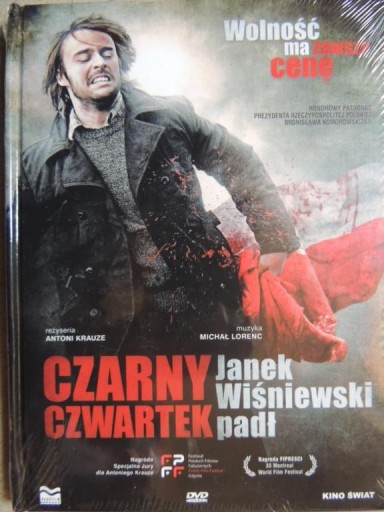 Wolność
ma zawsze
cenę
HONOROWY PATRONAT
PREZYDENTA RZECZYPOSPOLITEJ POLSKIEJ
BRONISŁAWA KOMOROWSKIEGO
reżyseria
ANTONI KRAUZE
muzyka
MICHAŁ LORENC
CZARNY
CZWARTEK
Janek
Wiśniewski
padł
Nagroda
Specjalna Jury
dla Antoniego Krauze
Festiwal
Polskich Filmów
Fabularnych
Gdynia
Nagroda FIPRESCI
35 Montreal
World Film Festival
DVD
KINO ŚWIAT